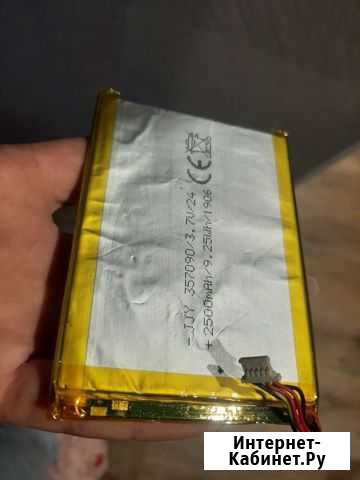 - JJY 357090/3.7V/24
+ 2500mAh/9.25Wh/1906
CE
Интернет-
Кабинет.Ру